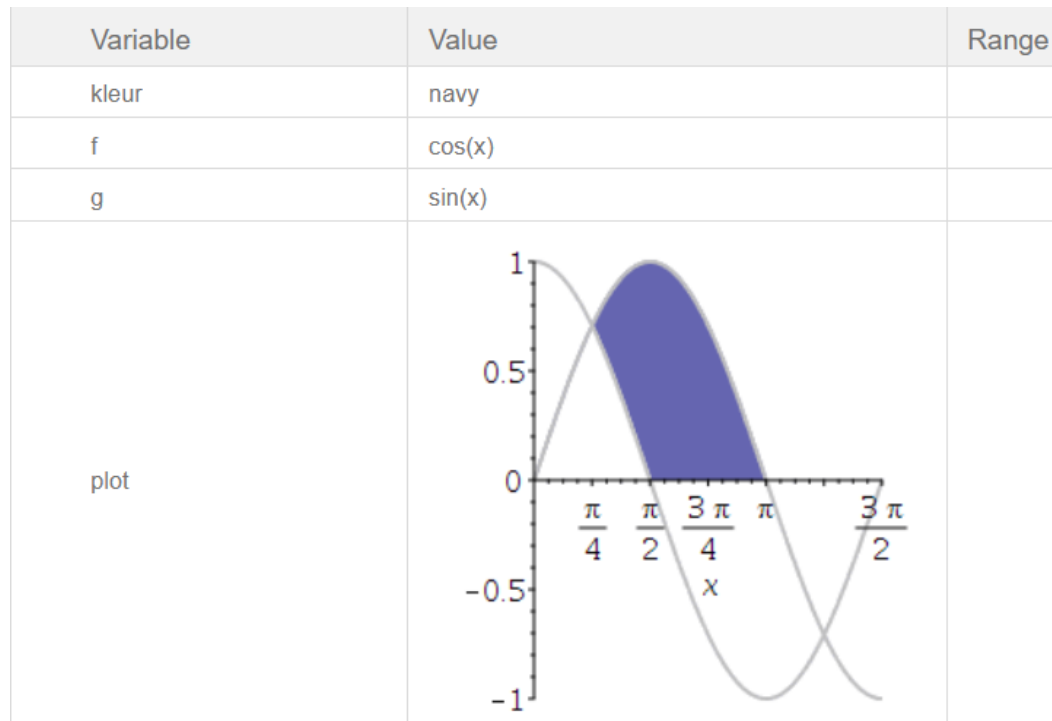 Variable Value Range
kleur navy
f cos(x)
g sin(x)
plot
1
0.5
0
π/4 π/2 3 π/4 π 3 π/2
-0.5
x
-1